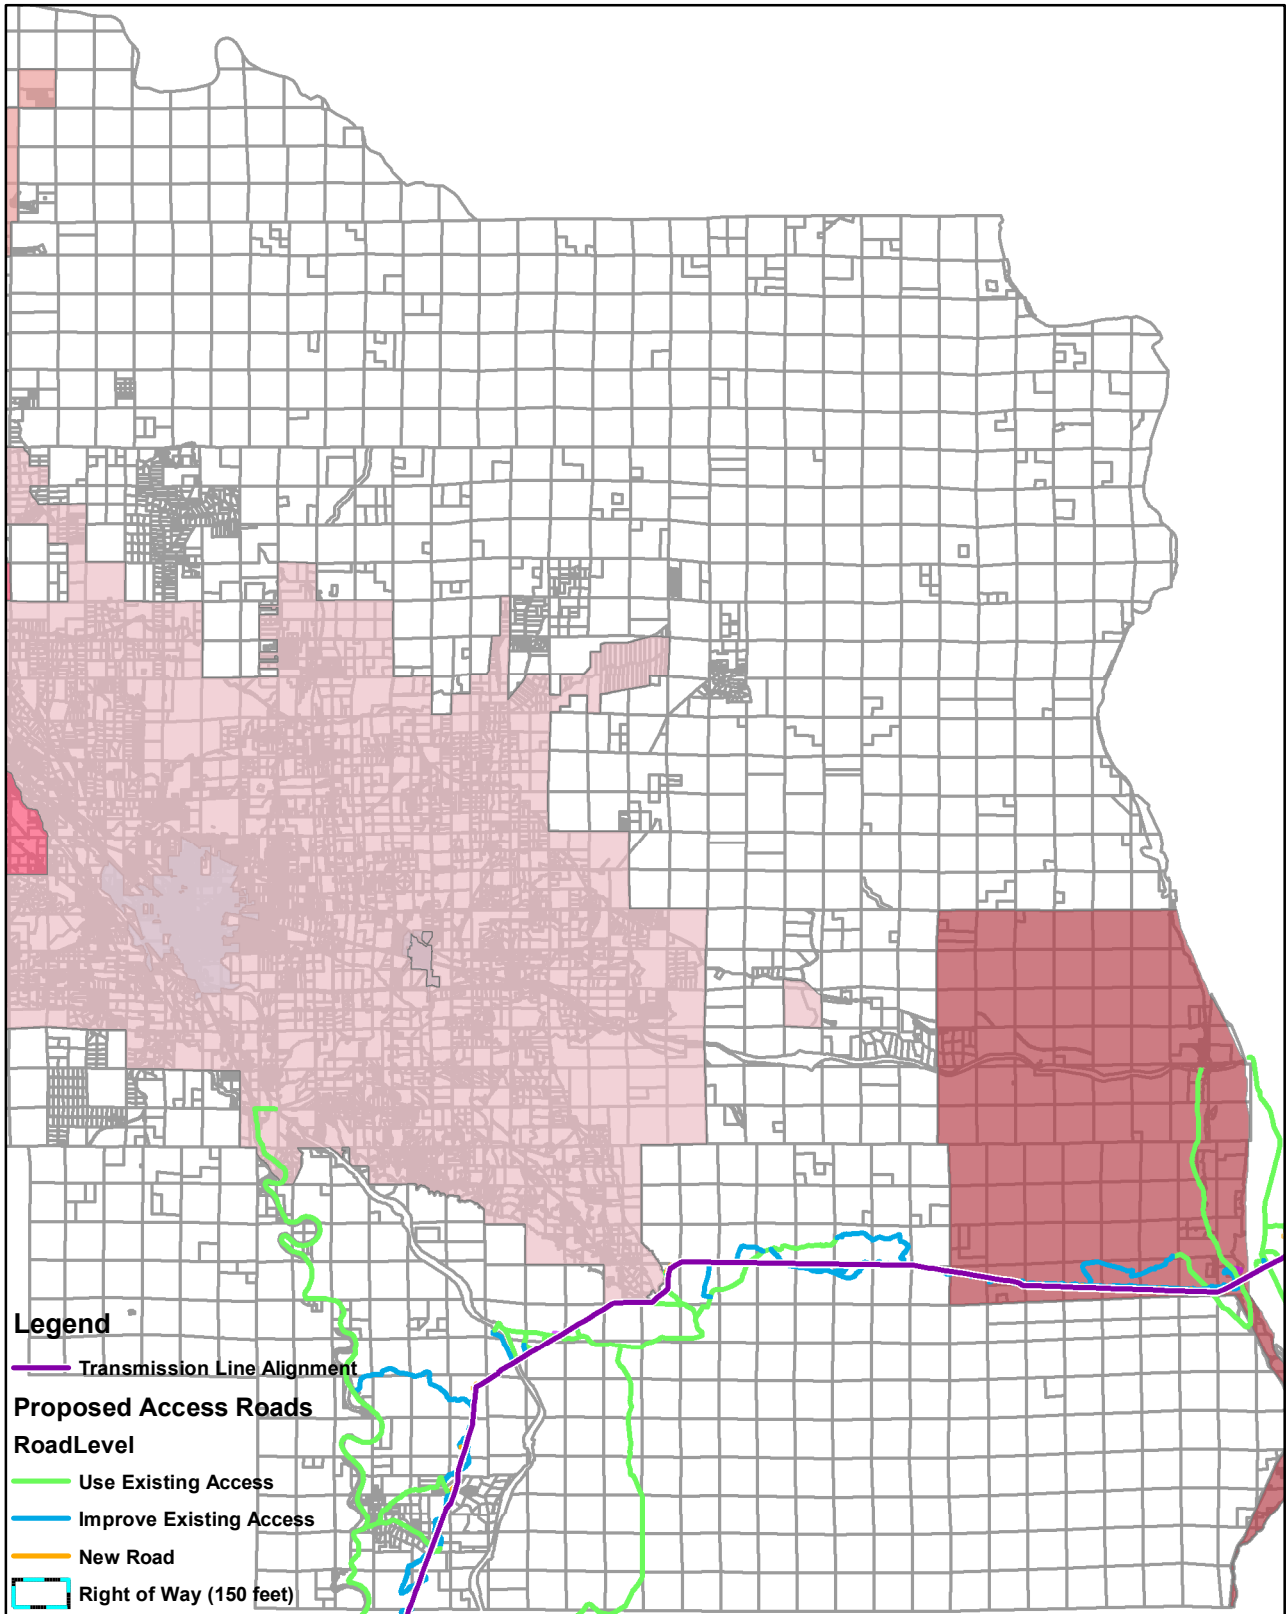 Legend
Transmission Line Alignment
Proposed Access Roads
RoadLevel
Use Existing Access
Improve Existing Access
New Road
Right of Way (150 feet)